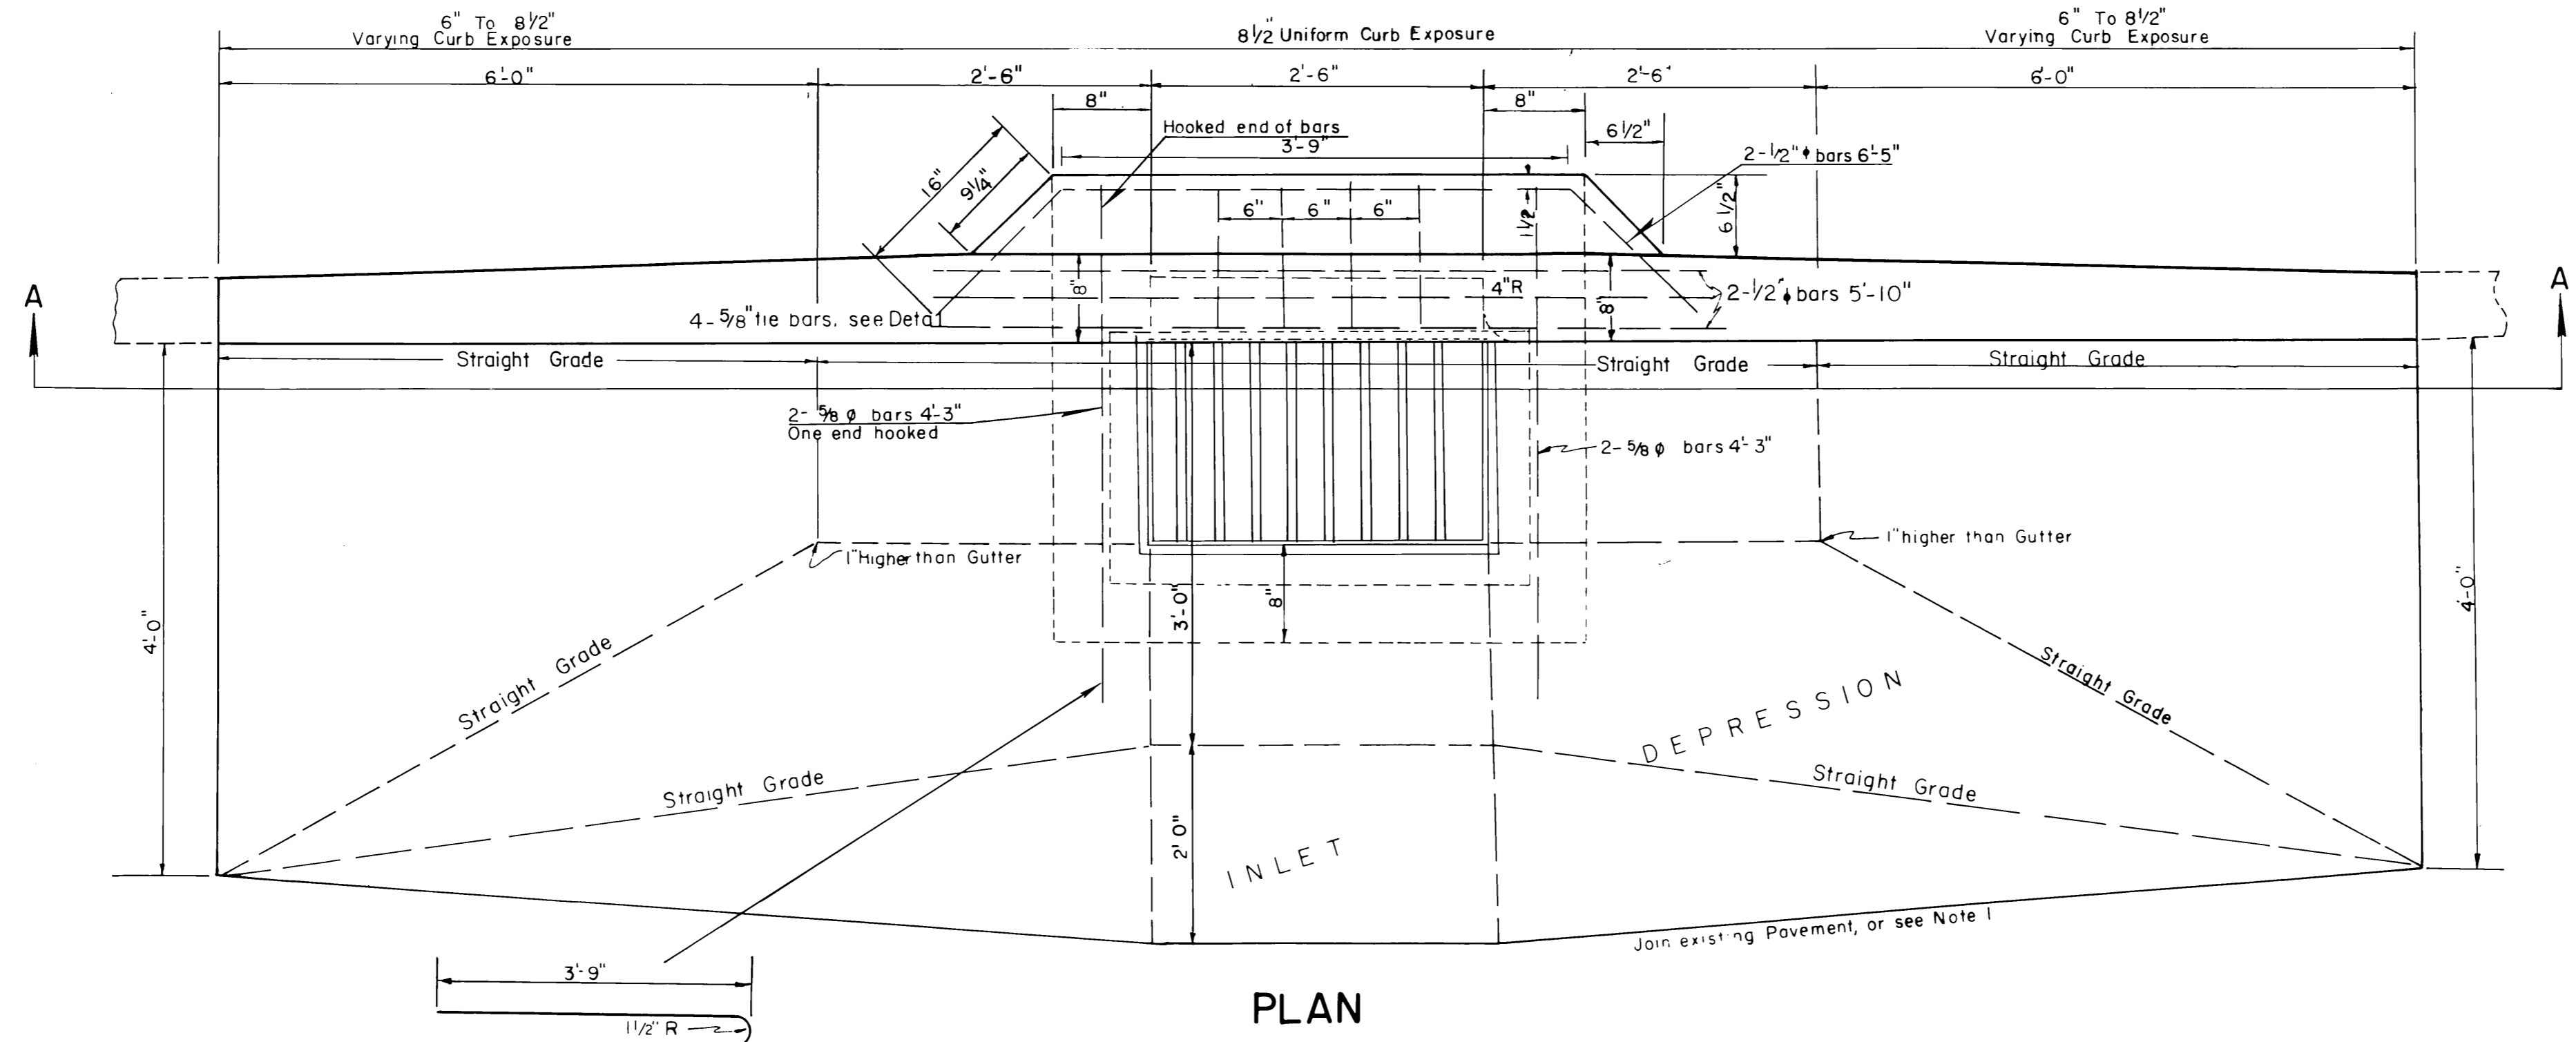 6" To 8 1/2"
Varying Curb Exposure
8 1/2" Uniform Curb Exposure
6" To 8 1/2"
Varying Curb Exposure
6'-0"
2'-6"
2'-6"
2'-6"
6'-0"
8"
8"
Hooked end of bars
3'-9"
6 1/2"
2-1/2" φ bars 6'-5"
16"
9 1/4"
6"
6"
6"
1 1/2
6 1/2"
A
A
8"
4"R
8"
2-1/2" φ bars 5'-10"
4-5/8" tie bars. see Detail
Straight Grade
Straight Grade
Straight Grade
2-5/8 φ bars 4'-3"
One end hooked
2-5/8 φ bars 4'-3"
1" Higher than Gutter
1" higher than Gutter
4'-0"
3'-0"
8"
4'-0"
Straight Grade
Straight Grade
DEPRESSION
Straight Grade
Straight Grade
2'0"
INLET
Join existing Pavement, or see Note 1
3'-9"
1 1/2" R
PLAN